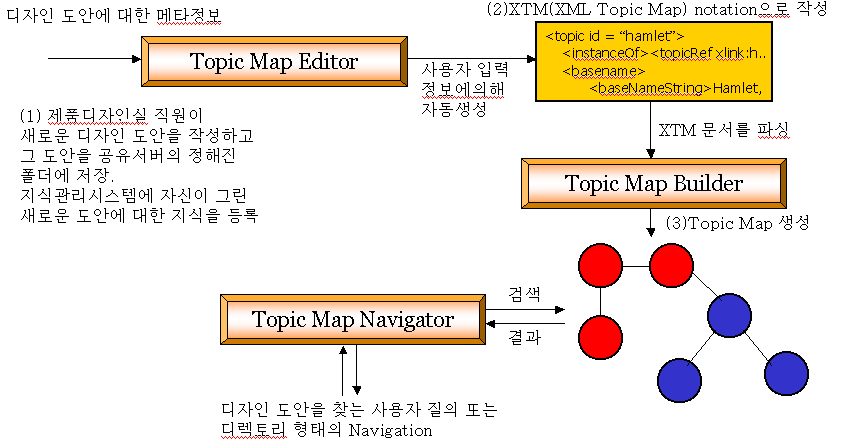 디자인 도안에 대한 메타정보
(2)XTM(XML Topic Map) notation으로 작성
Topic Map Editor
<topic id = “hamlet”>
<instanceOf><topicRef xlink:h..
<basename>
<baseNameString>Hamlet,
사용자 입력
정보에의해
자동생성
(1) 제품디자인실 직원이
새로운 디자인 도안을 작성하고
그 도안을 공유서버의 정해진
폴더에 저장.
지식관리시스템에 자신이 그린
새로운 도안에 대한 지식을 등록
XTM 문서를 파싱
Topic Map Builder
(3)Topic Map 생성
검색
Topic Map Navigator
결과
디자인 도안을 찾는 사용자 질의 또는
디렉토리 형태의 Navigation